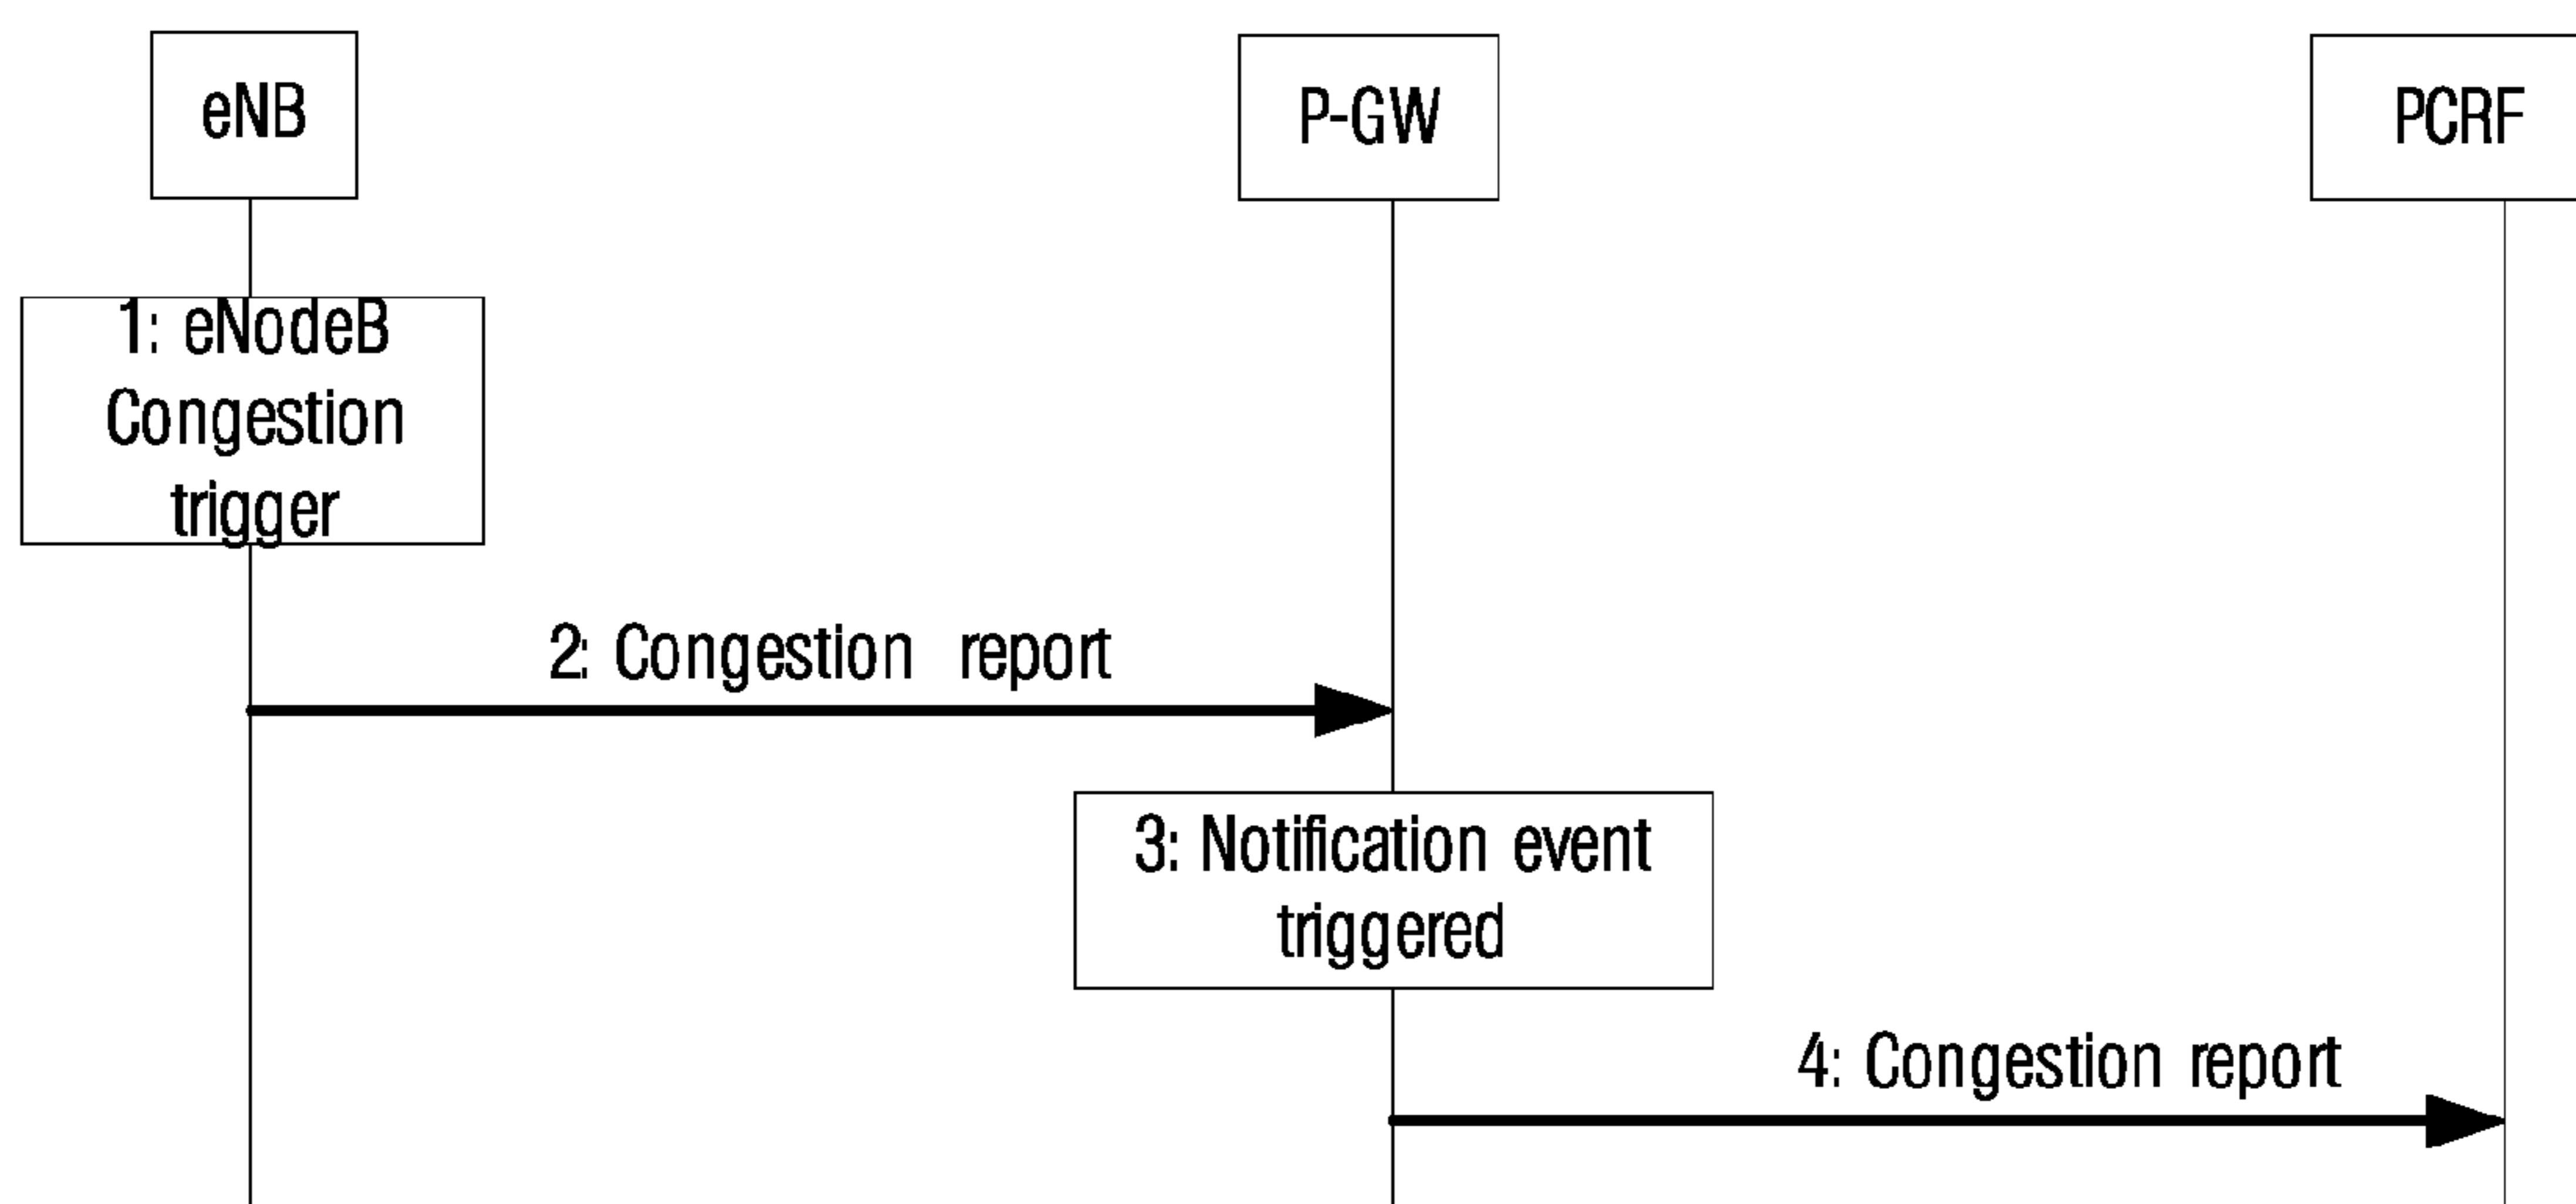 eNB
P-GW
PCRF
1: eNodeB
Congestion
trigger
2: Congestion report
3: Notification event
triggered
4: Congestion report